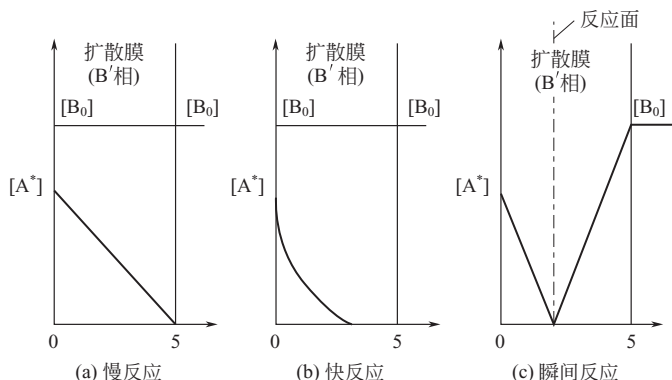 扩散膜
(B′相)
[B₀]
[B₀]
[A*]
0
5
(a) 慢反应
扩散膜
(B′相)
[B₀]
[B₀]
[A*]
0
5
(b) 快反应
反应面
扩散膜
(B′相)
[B₀]
[A*]
0
2
5
(c) 瞬间反应